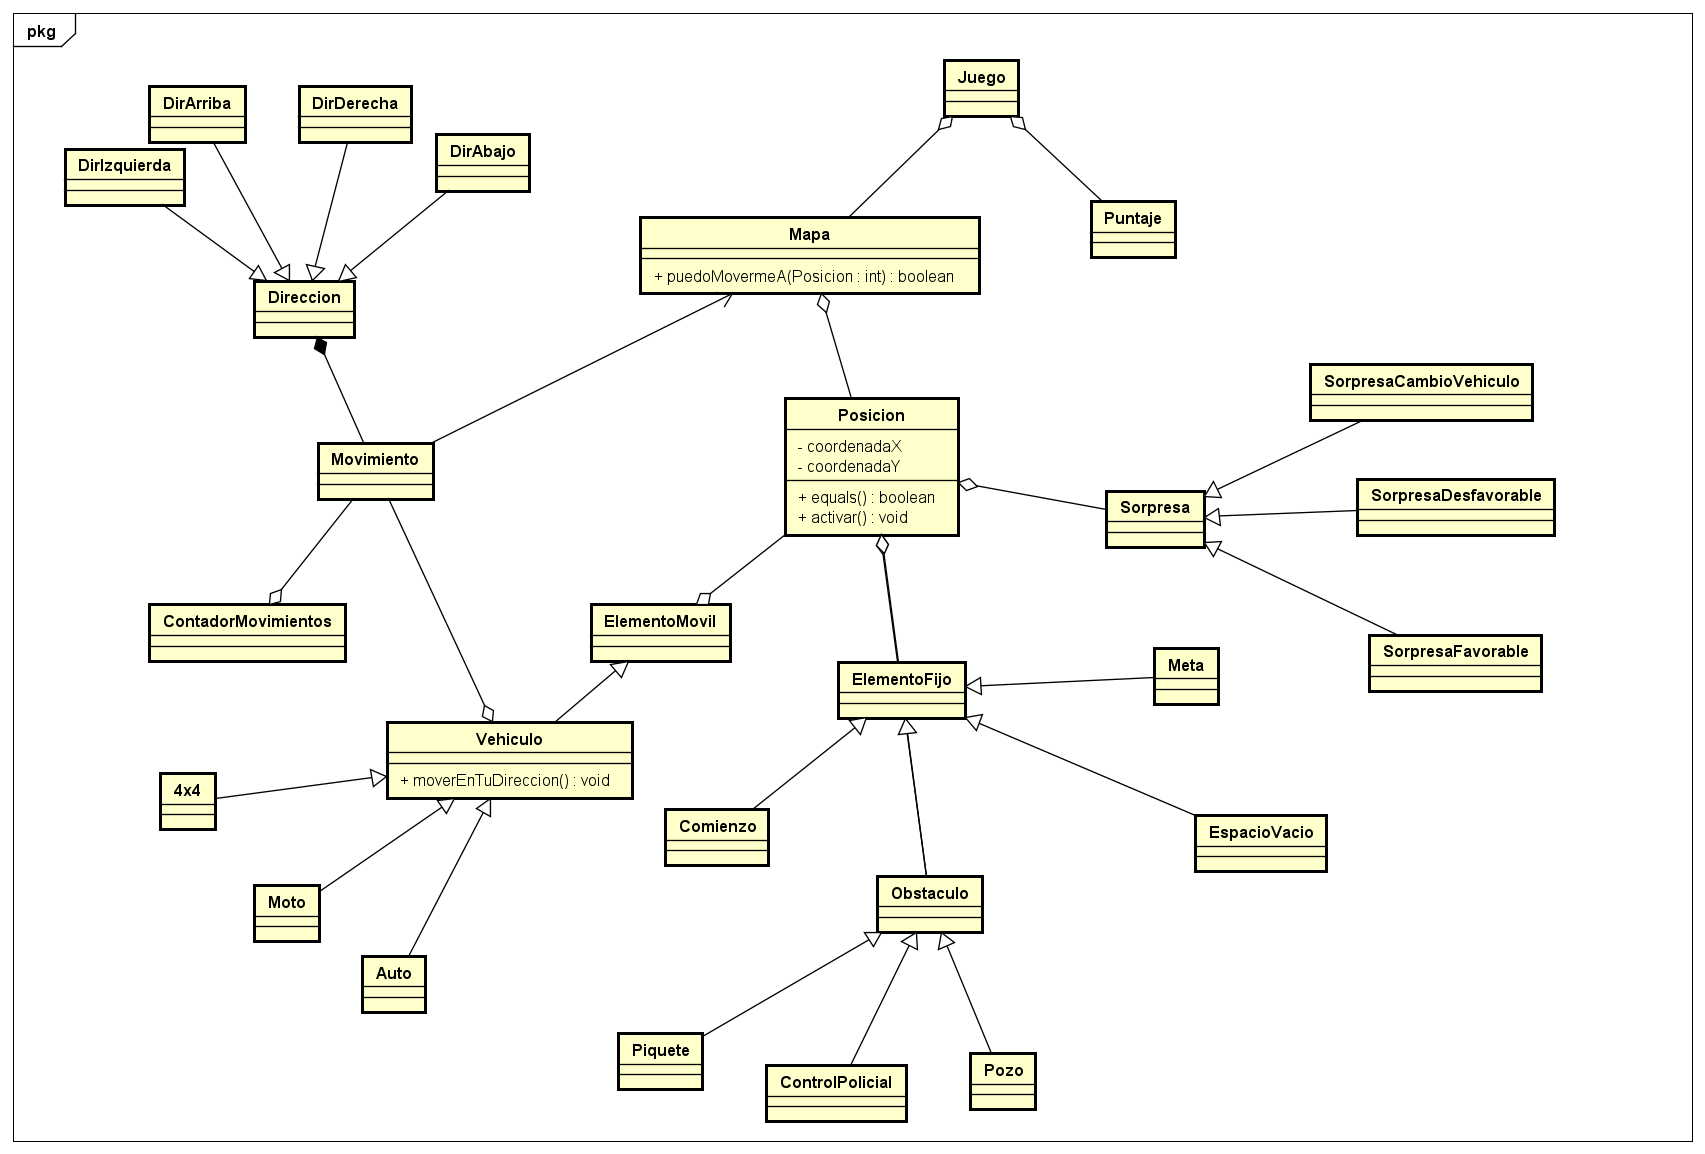 pkg
Juego
DirArriba
DirDerecha
DirIzquierda
DirAbajo
Puntaje
Mapa
+ puedoMovermeA(Posicion : int) : boolean
Direccion
SorpresaCambioVehiculo
Posicion
- coordenadaX
- coordenadaY
+ equals() : boolean
+ activar() : void
Movimiento
SorpresaDesfavorable
Sorpresa
ContadorMovimientos
ElementoMovil
SorpresaFavorable
ElementoFijo
Meta
Vehiculo
+ moverEnTuDireccion() : void
4x4
Comienzo
EspacioVacio
Moto
Obstaculo
Auto
Piquete
ControlPolicial
Pozo